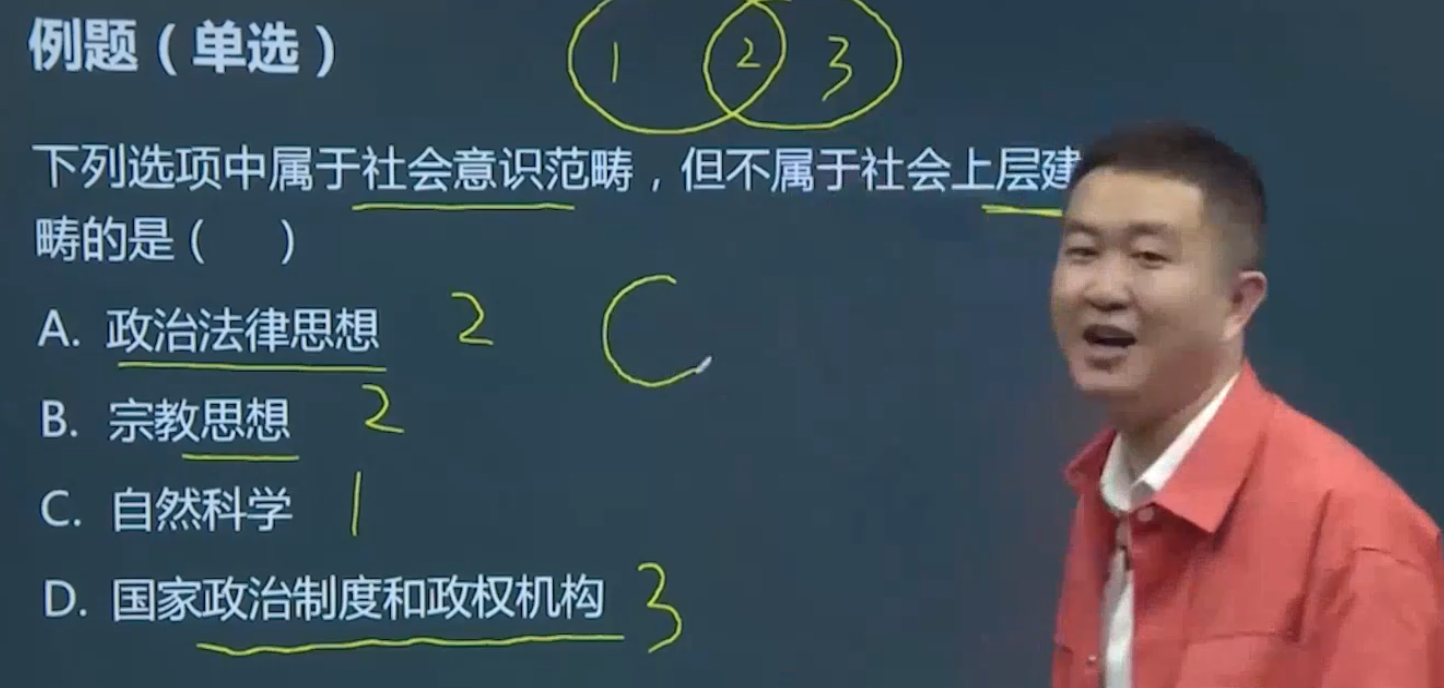 例题（单选）
1 2 3
下列选项中属于社会意识范畴，但不属于社会上层建
畴的是（ ）
A. 政治法律思想 2 C
B. 宗教思想 2
C. 自然科学 1
D. 国家政治制度和政权机构 3